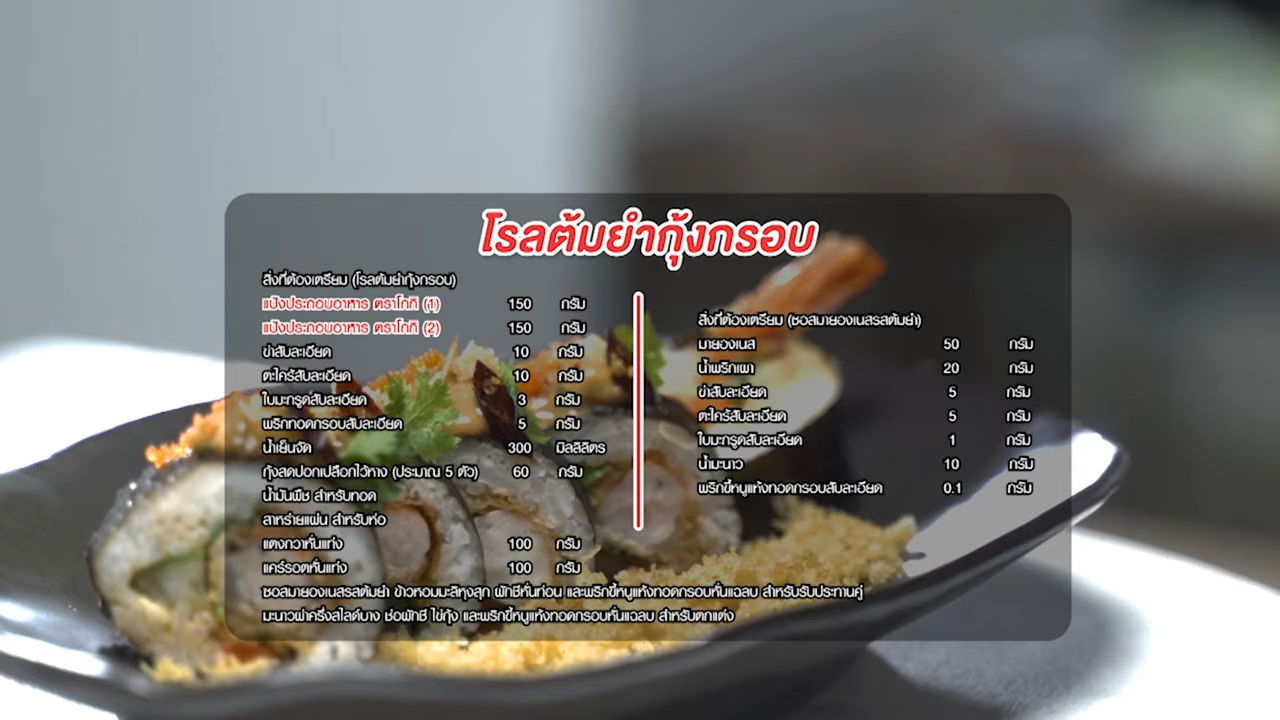 โรลต้มยำกุ้งกรอบ
สิ่งที่ต้องเตรียม (โรลต้มยำกุ้งกรอบ)
แป้งประกอบอาหาร ตราโกกิ (1) 150 กรัม
แป้งประกอบอาหาร ตราโกกิ (2) 150 กรัม
ข่าสับละเอียด 10 กรัม
ตะไคร้สับละเอียด 10 กรัม
ใบมะกรูดสับละเอียด 3 กรัม
พริกทอดกรอบสับละเอียด 5 กรัม
น้ำเย็นจัด 300 มิลลิลิตร
กุ้งสดปอกเปลือกไว้หาง (ประมาณ 5 ตัว) 60 กรัม
น้ำมันพืช สำหรับทอด
สาหร่ายแผ่น สำหรับห่อ
แตงกวาหั่นแท่ง 100 กรัม
แคร์รอตหั่นแท่ง 100 กรัม
ซอสมายองเนสรสต้มยำ ข้าวหอมมะลิหุงสุก ผักชีหั่นท่อน และพริกขี้หนูแห้งทอดกรอบหั่นแฉลบ สำหรับรับประทานคู่
มะนาวผ่าครึ่งสไลด์บาง ช่อผักชี ไข่กุ้ง และพริกขี้หนูแห้งทอดกรอบหั่นแฉลบ สำหรับตกแต่ง
สิ่งที่ต้องเตรียม (ซอสมายองเนสรสต้มยำ)
มายองเนส 50 กรัม
น้ำพริกเผา 20 กรัม
ข่าสับละเอียด 5 กรัม
ตะไคร้สับละเอียด 5 กรัม
ใบมะกรูดสับละเอียด 1 กรัม
น้ำมะนาว 10 กรัม
พริกขี้หนูแห้งทอดกรอบสับละเอียด 0.1 กรัม